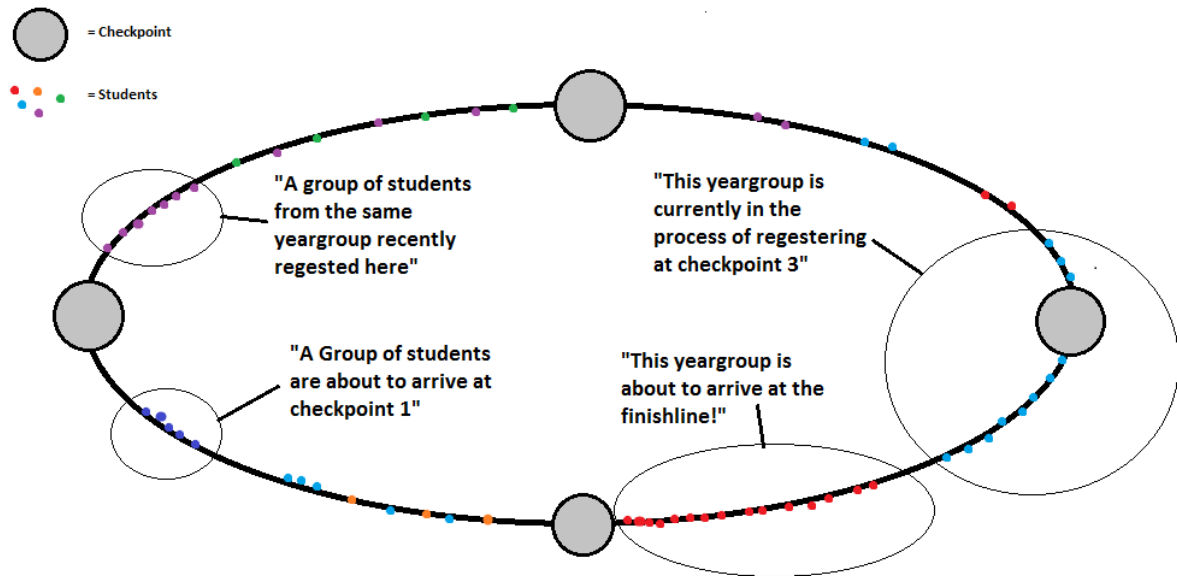 = Checkpoint
= Students
"A group of students
from the same
yeargroup recently
regested here"
"This yeargroup is
currently in the
process of regestering
at checkpoint 3"
"A Group of students
are about to arrive at
checkpoint 1"
"This yeargroup is
about to arrive at the
finishline!"